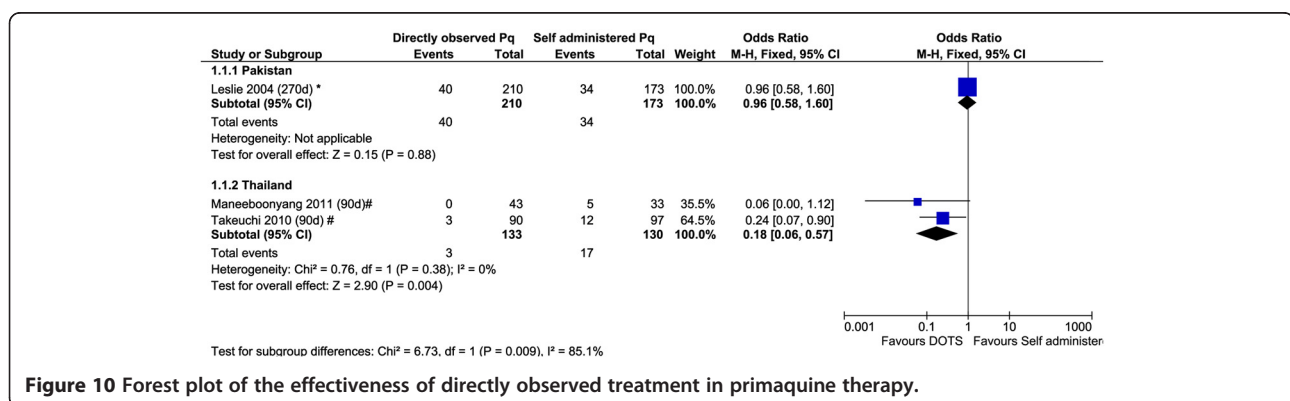 Directly observed Pq Self administered Pq Odds Ratio Odds Ratio
Study or Subgroup Events Total Events Total Weight M-H, Fixed, 95% CI M-H, Fixed, 95% CI
1.1.1 Pakistan
Leslie 2004 (270d) * 40 210 34 173 100.0% 0.96 [0.58, 1.60]
Subtotal (95% CI) 210 173 100.0% 0.96 [0.58, 1.60]
Total events 40 34
Heterogeneity: Not applicable
Test for overall effect: Z = 0.15 (P = 0.88)
1.1.2 Thailand
Maneeboonyang 2011 (90d)# 0 43 5 33 35.5% 0.06 [0.00, 1.12]
Takeuchi 2010 (90d) # 3 90 12 97 64.5% 0.24 [0.07, 0.90]
Subtotal (95% CI) 133 130 100.0% 0.18 [0.06, 0.57]
Total events 3 17
Heterogeneity: Chi² = 0.76, df = 1 (P = 0.38); I² = 0%
Test for overall effect: Z = 2.90 (P = 0.004)
0.001 0.1 1 10 1000
Favours DOTS Favours Self administer
Test for subgroup differences: Chi² = 6.73, df = 1 (P = 0.009), I² = 85.1%
Figure 10 Forest plot of the effectiveness of directly observed treatment in primaquine therapy.